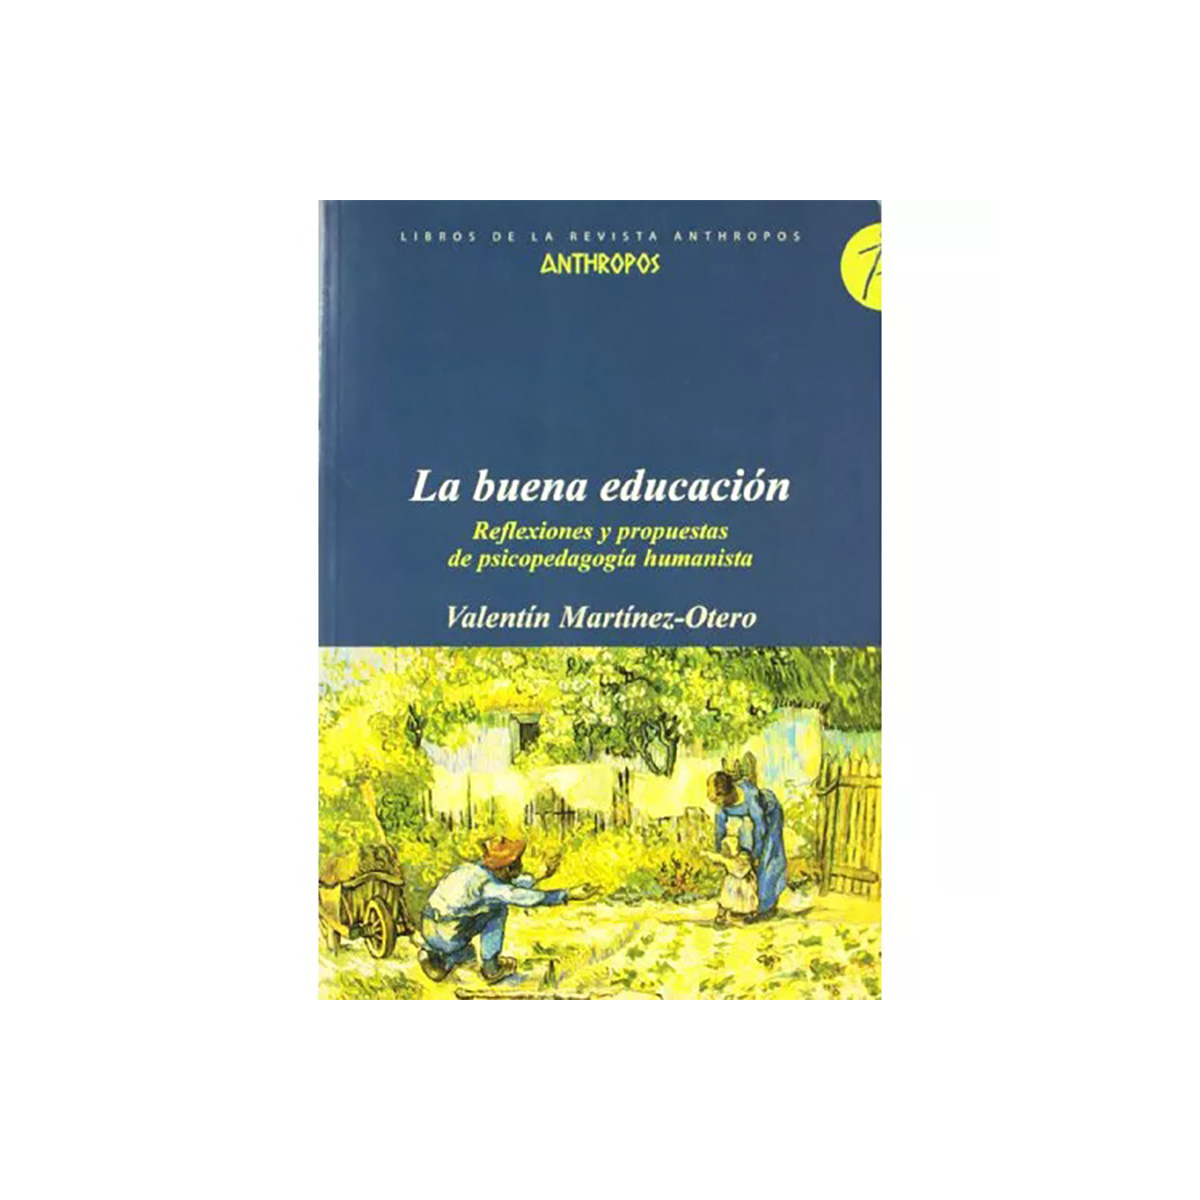 LIBROS DE LA REVISTA ANTHROPOS
ANTHROPOS
La buena educación
Reflexiones y propuestas
de psicopedagogía humanista
Valentín Martínez-Otero